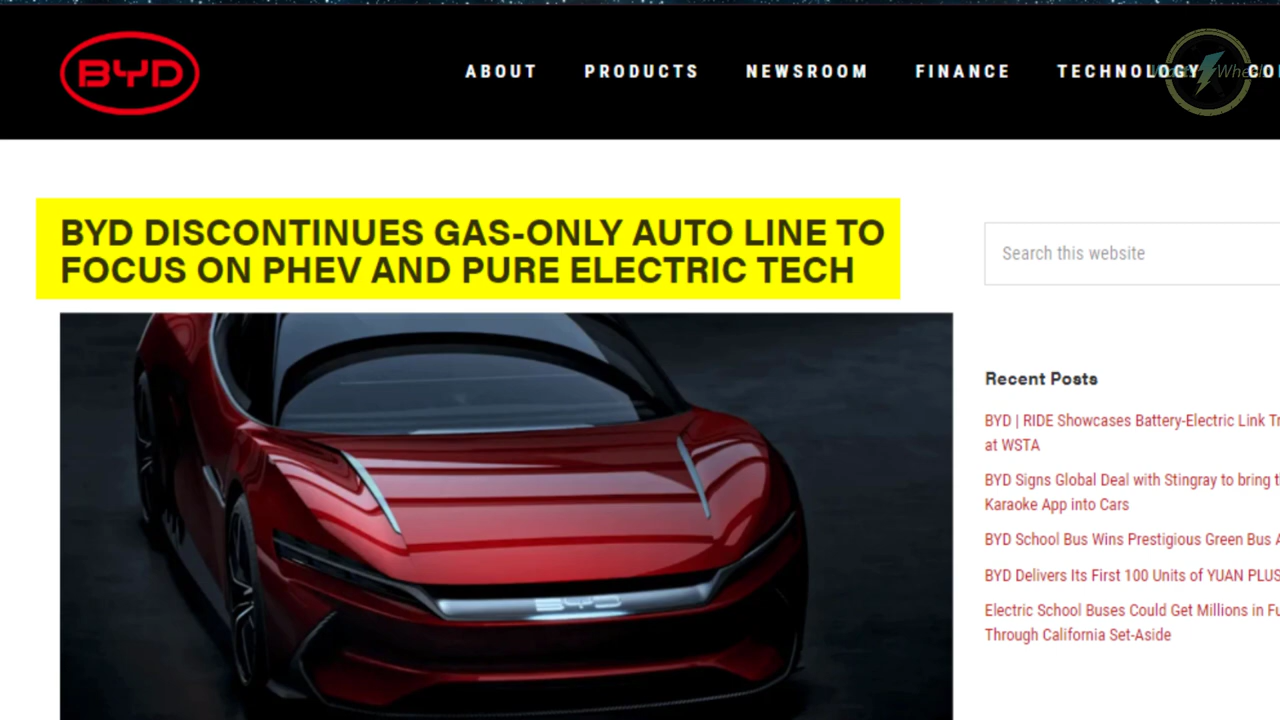 BYD
ABOUT PRODUCTS NEWSROOM FINANCE TECHNOLOGY
BYD DISCONTINUES GAS-ONLY AUTO LINE TO
FOCUS ON PHEV AND PURE ELECTRIC TECH
Search this website
Recent Posts
BYD | RIDE Showcases Battery-Electric Link
at WSTA
BYD Signs Global Deal with Stingray to bring
Karaoke App into Cars
BYD School Bus Wins Prestigious Green Bus
BYD Delivers Its First 100 Units of YUAN PLUS
Electric School Buses Could Get Millions in
Through California Set-Aside
BYD